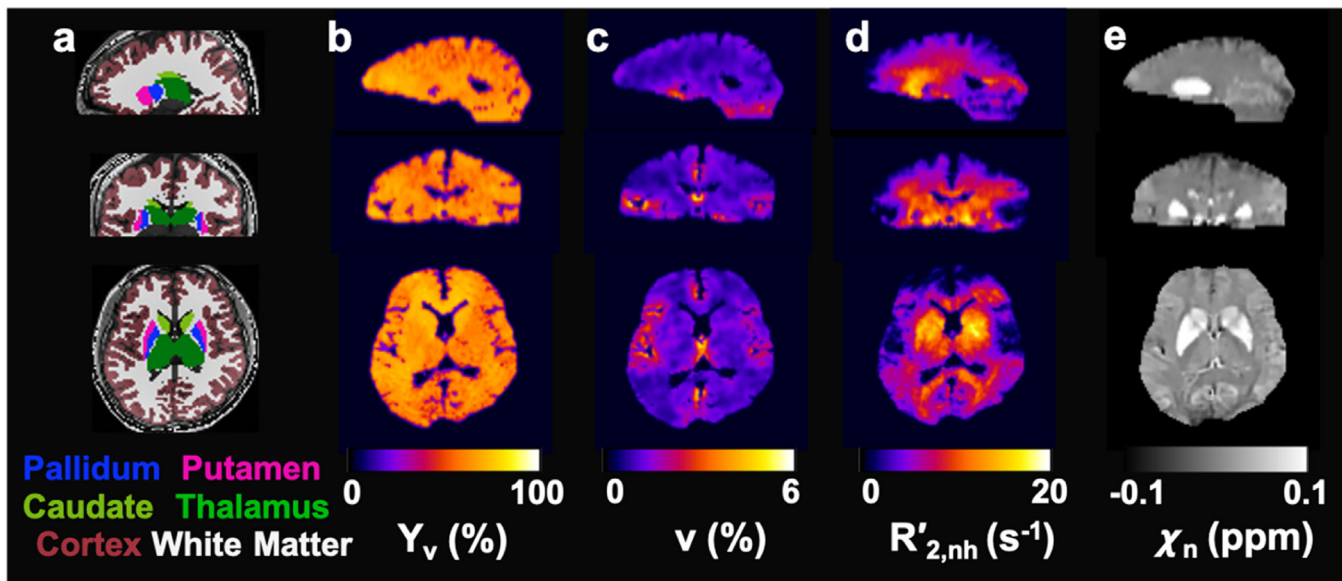 a b c d e
Pallidum Putamen
Caudate Thalamus
Cortex White Matter
0 100 0 6 0 20 -0.1 0.1
Yv (%) v (%) R′2,nh (s-1) χn (ppm)